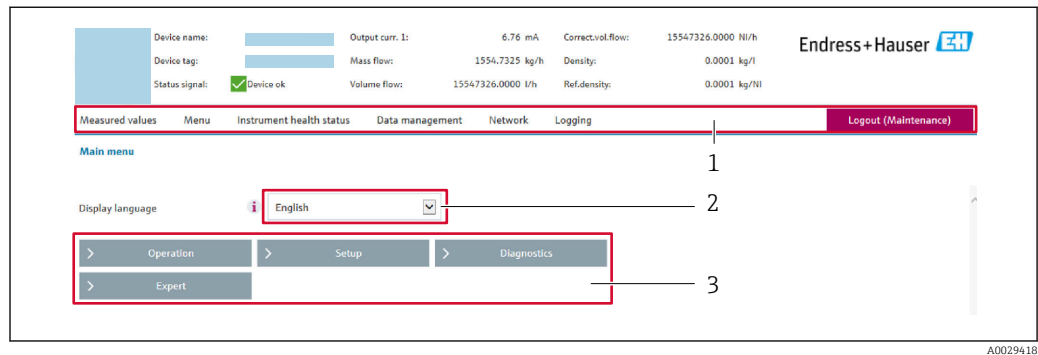 Device name: Output curr. 1: 6.76 mA Correct.vol.flow: 15547326.0000 Nl/h
Endress+Hauser EH
Device tag: Mass flow: 1554.7325 kg/h Density: 0.0001 kg/l
Status signal: Device ok Volume flow: 15547326.0000 l/h Ref.density: 0.0001 kg/Nl
Measured values Menu Instrument health status Data management Network Logging Logout (Maintenance)
1
Main menu
Display language i English 2
> Operation > Setup > Diagnostics
> Expert 3
A0029418